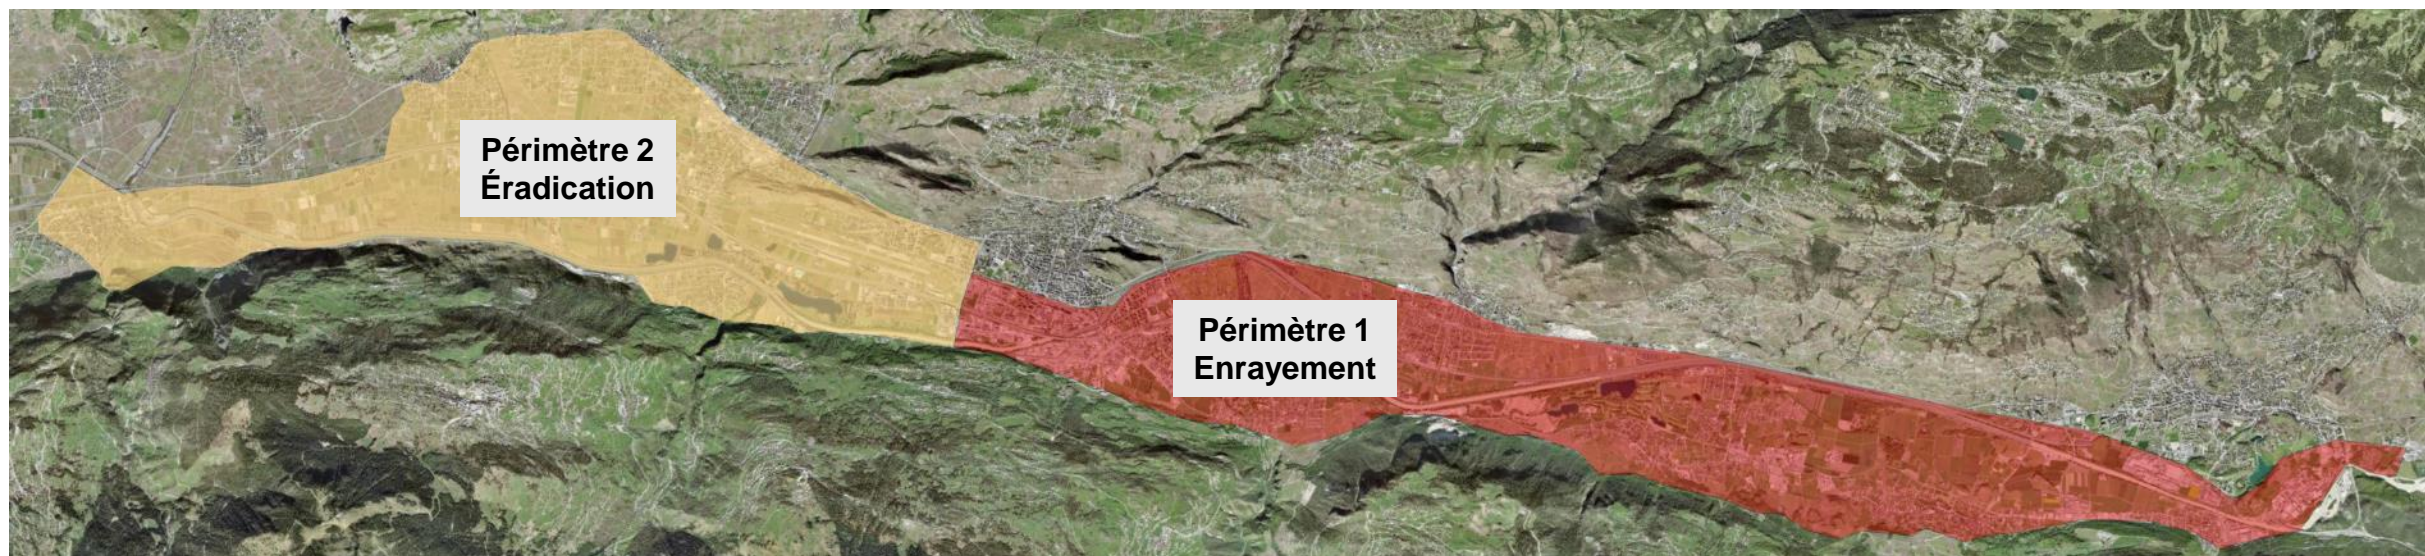 Périmètre 2
Éradication
Périmètre 1
Enrayement